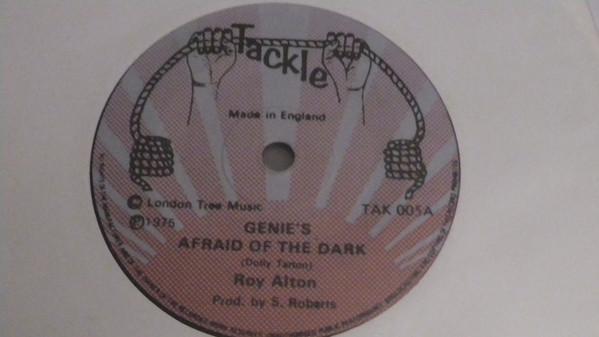 Tackle
Made in England
© London Tree Music
℗ 1975
TAK 005A
GENIE'S
AFRAID OF THE DARK
(Dolly Tarton)
Roy Alton
Prod. by S. Roberts